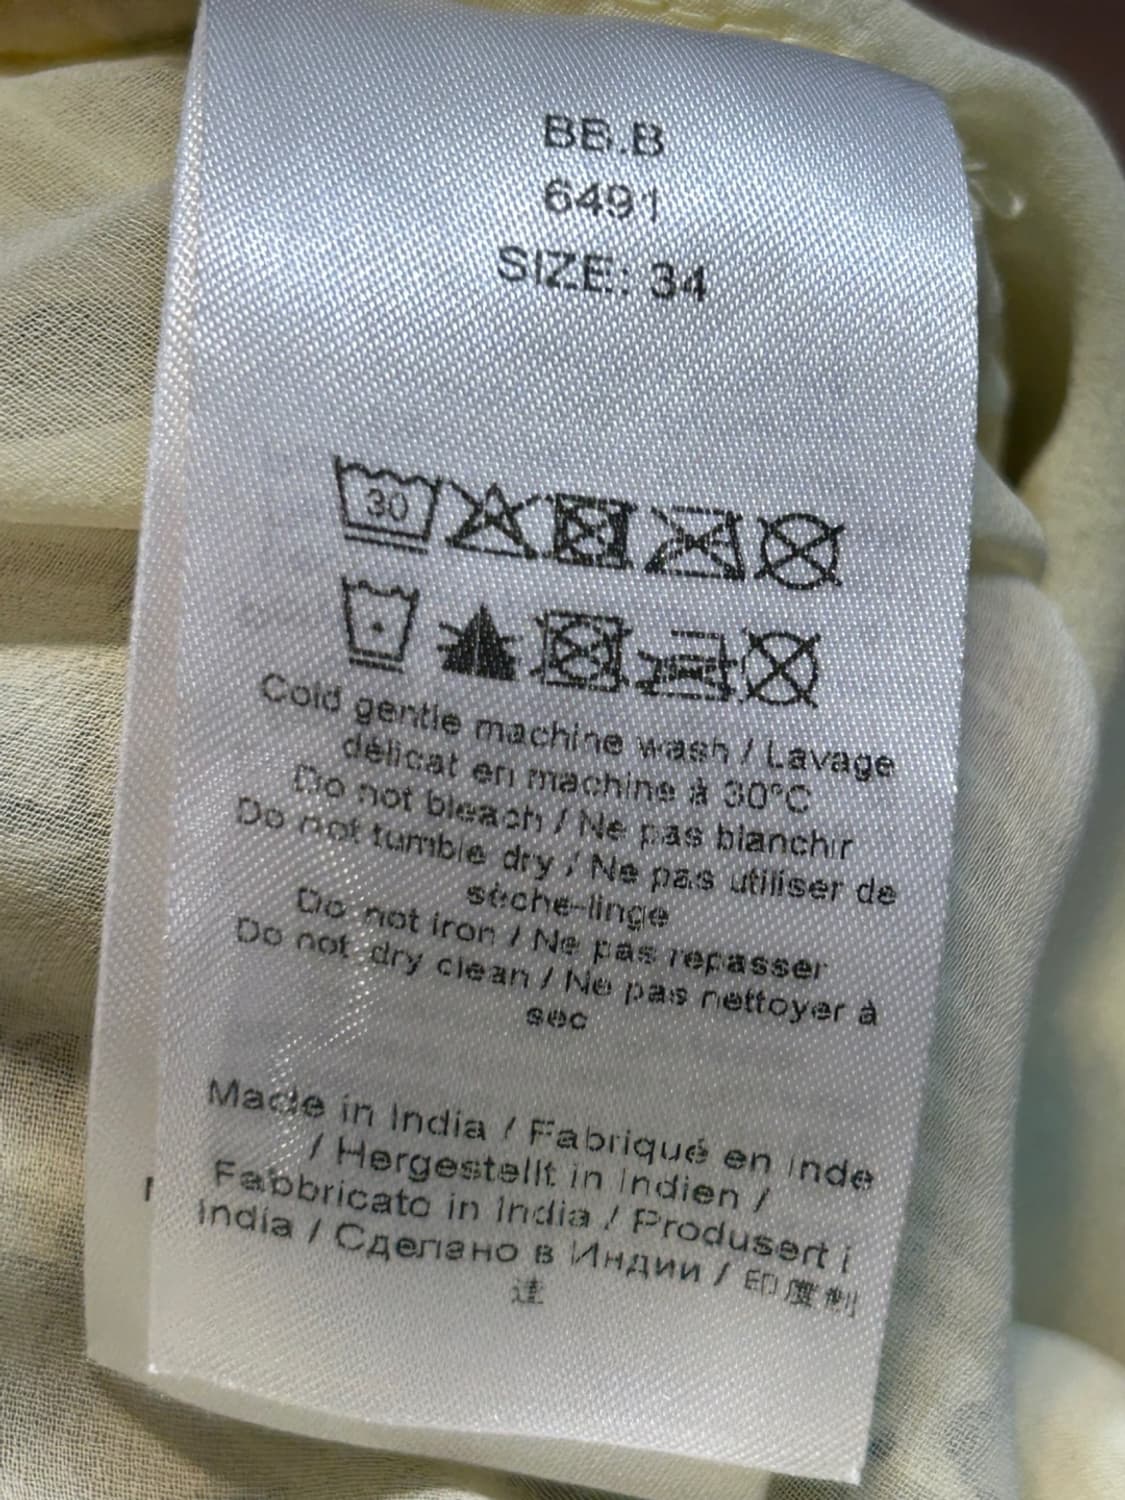 BB.B
6491
SIZE: 34
30
Cold gentle machine wash / Lavage
délicat en machine à 30°C
Do not bleach / Ne pas blanchir
Do not tumble dry / Ne pas utiliser de
sèche-linge
Do not iron / Ne pas repasser
Do not dry clean / Ne pas nettoyer à
sec
Made in India / Fabriqué en Inde
/ Hergestellt in Indien /
Fabbricato in India / Produsert i
India / Сделано в Индии / 印度制
造